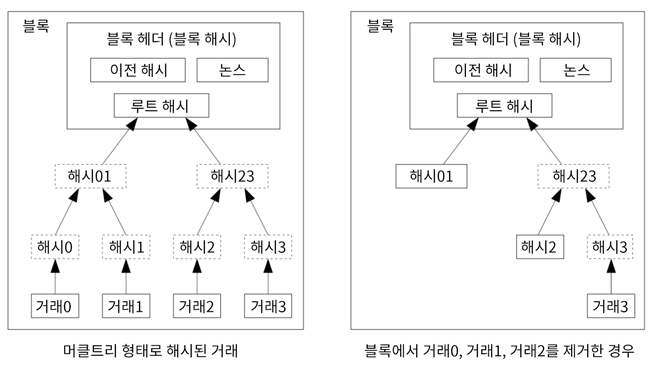 블록
블록 헤더 (블록 해시)
이전 해시
논스
루트 해시
해시01
해시23
해시0
해시1
해시2
해시3
거래0
거래1
거래2
거래3
머클트리 형태로 해시된 거래
블록
블록 헤더 (블록 해시)
이전 해시
논스
루트 해시
해시01
해시23
해시2
해시3
거래3
블록에서 거래0, 거래1, 거래2를 제거한 경우